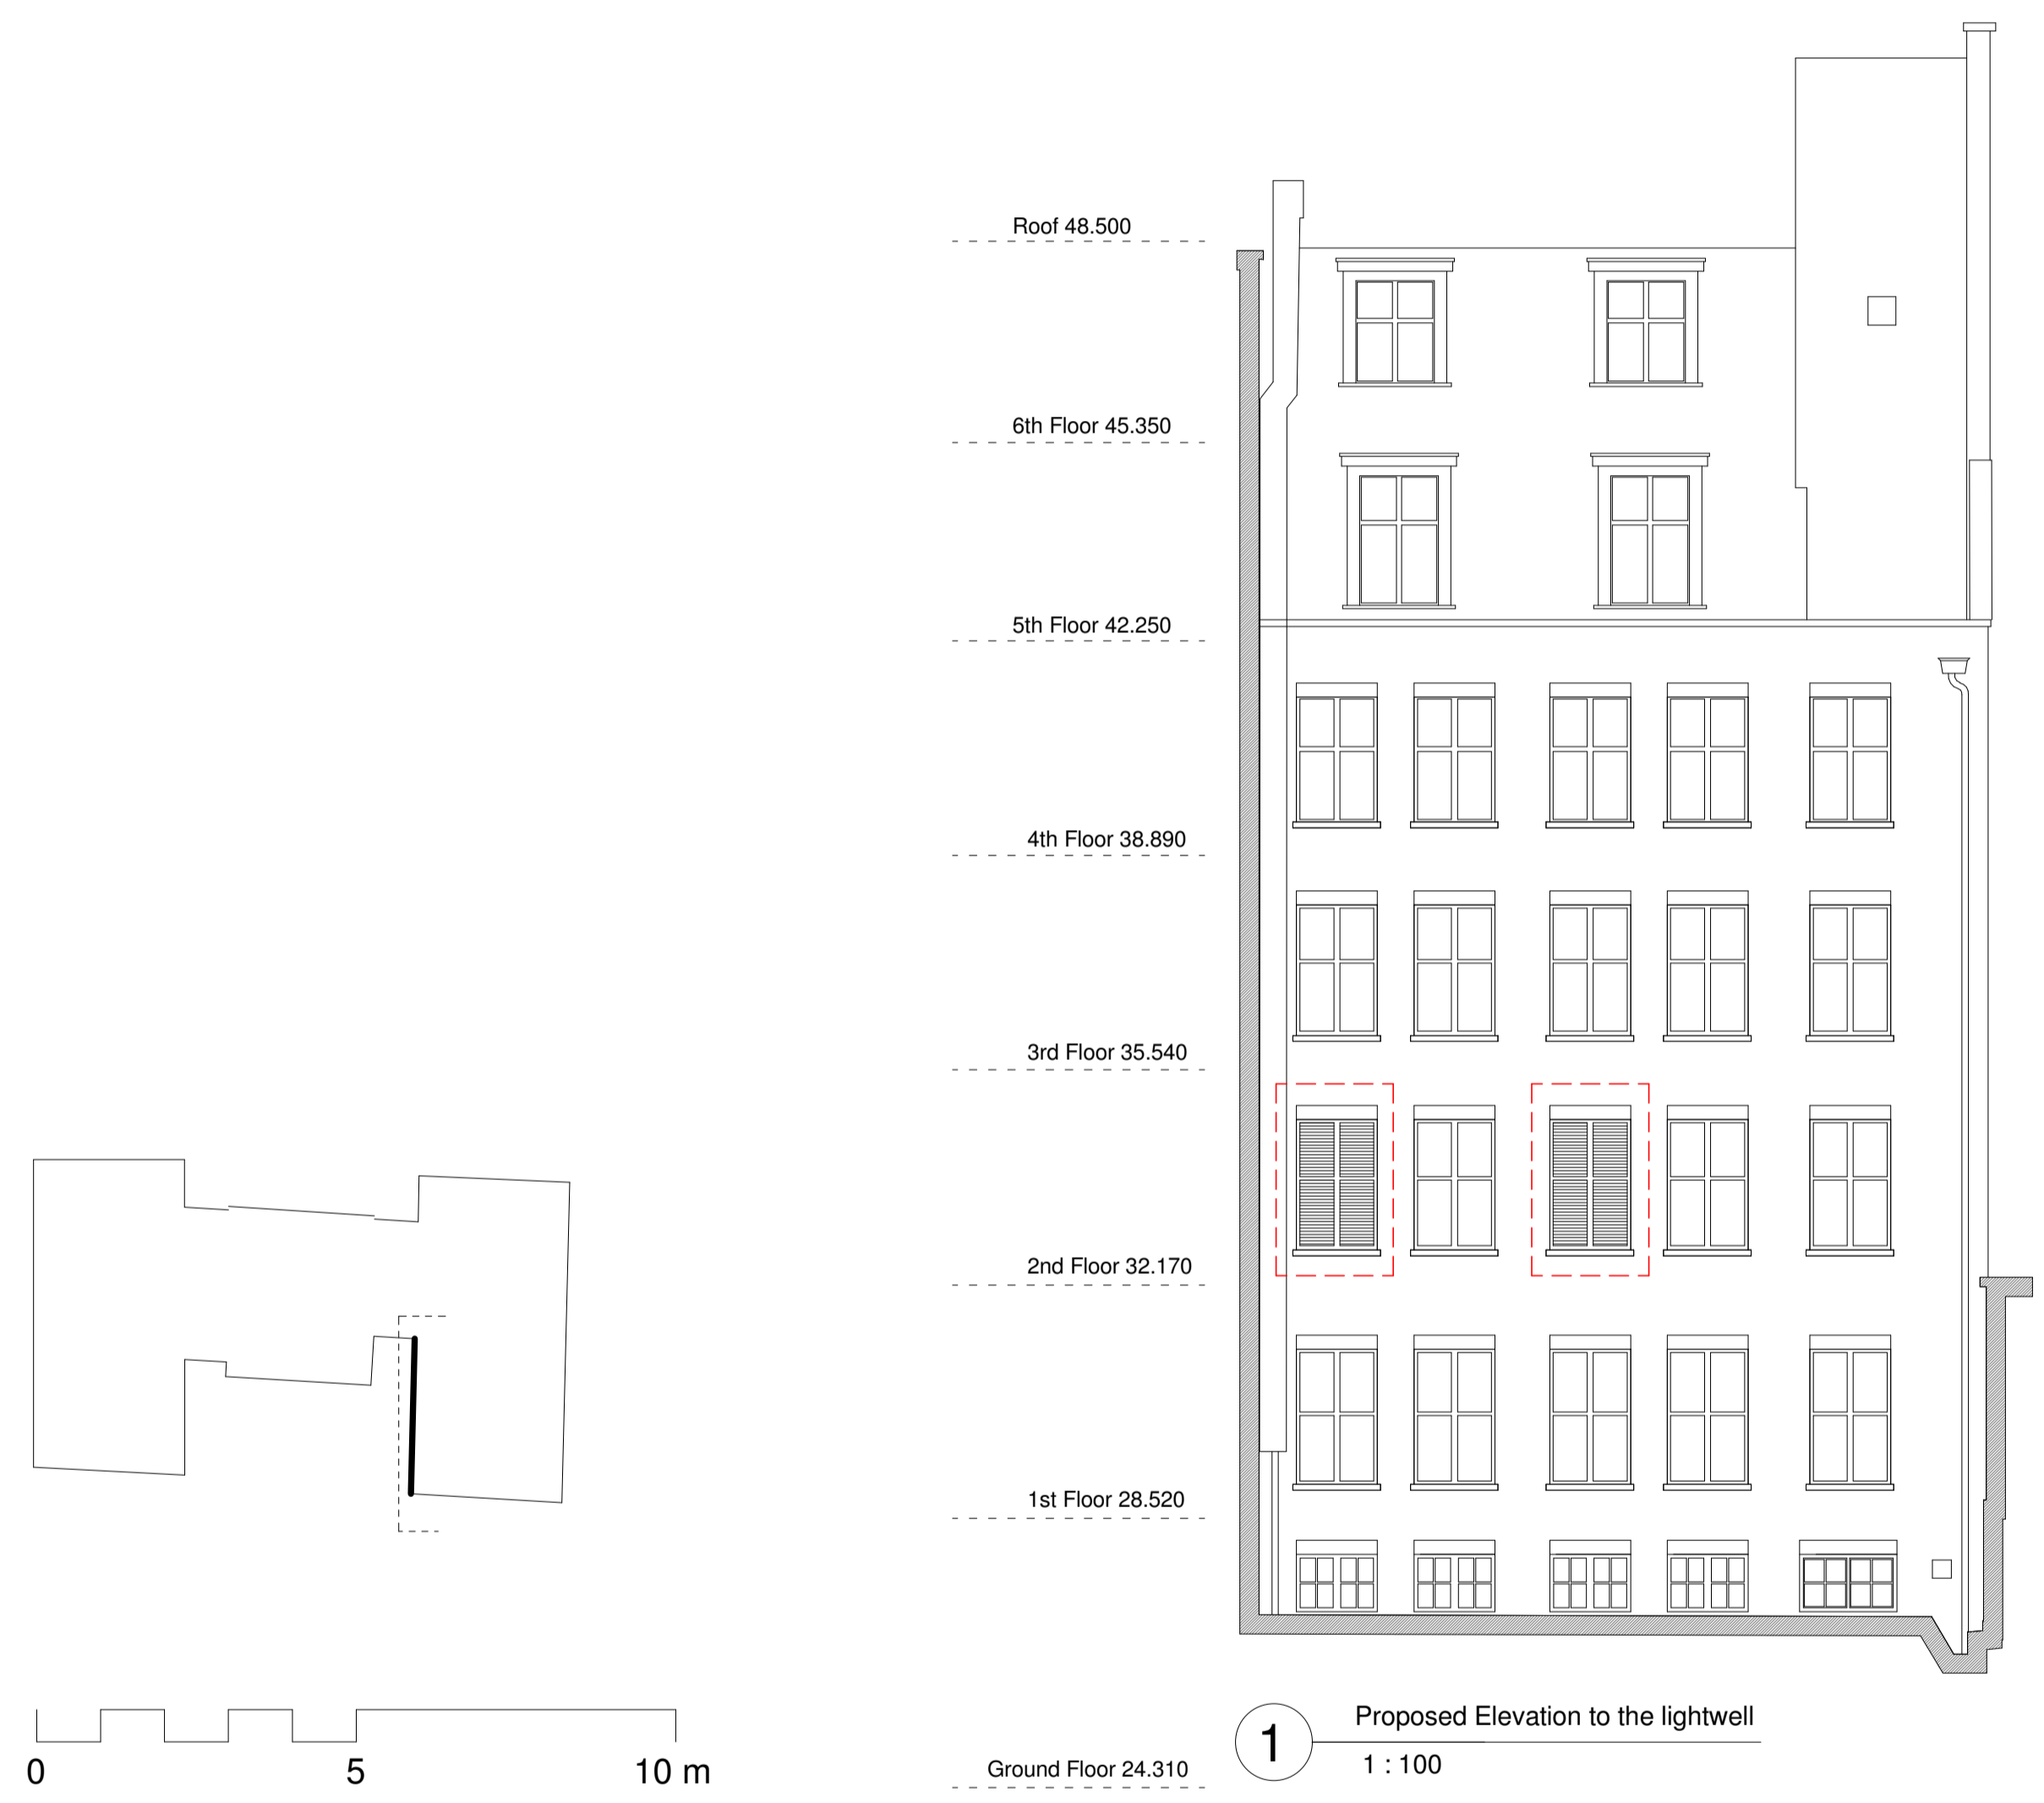 Roof 48.500
6th Floor 45.350
5th Floor 42.250
4th Floor 38.890
3rd Floor 35.540
2nd Floor 32.170
1st Floor 28.520
Ground Floor 24.310
0 5 10 m
1 Proposed Elevation to the lightwell
1 : 100